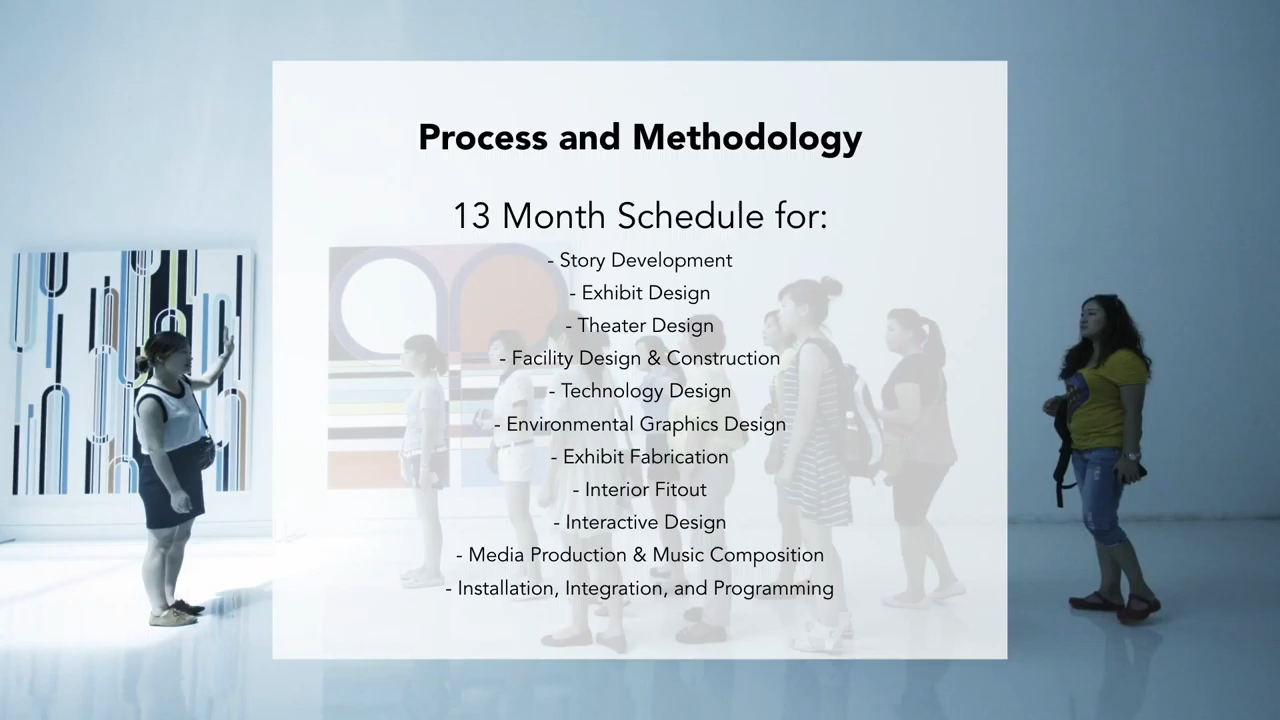 Process and Methodology
13 Month Schedule for:
- Story Development
- Exhibit Design
- Theater Design
- Facility Design & Construction
- Technology Design
- Environmental Graphics Design
- Exhibit Fabrication
- Interior Fitout
- Interactive Design
- Media Production & Music Composition
- Installation, Integration, and Programming